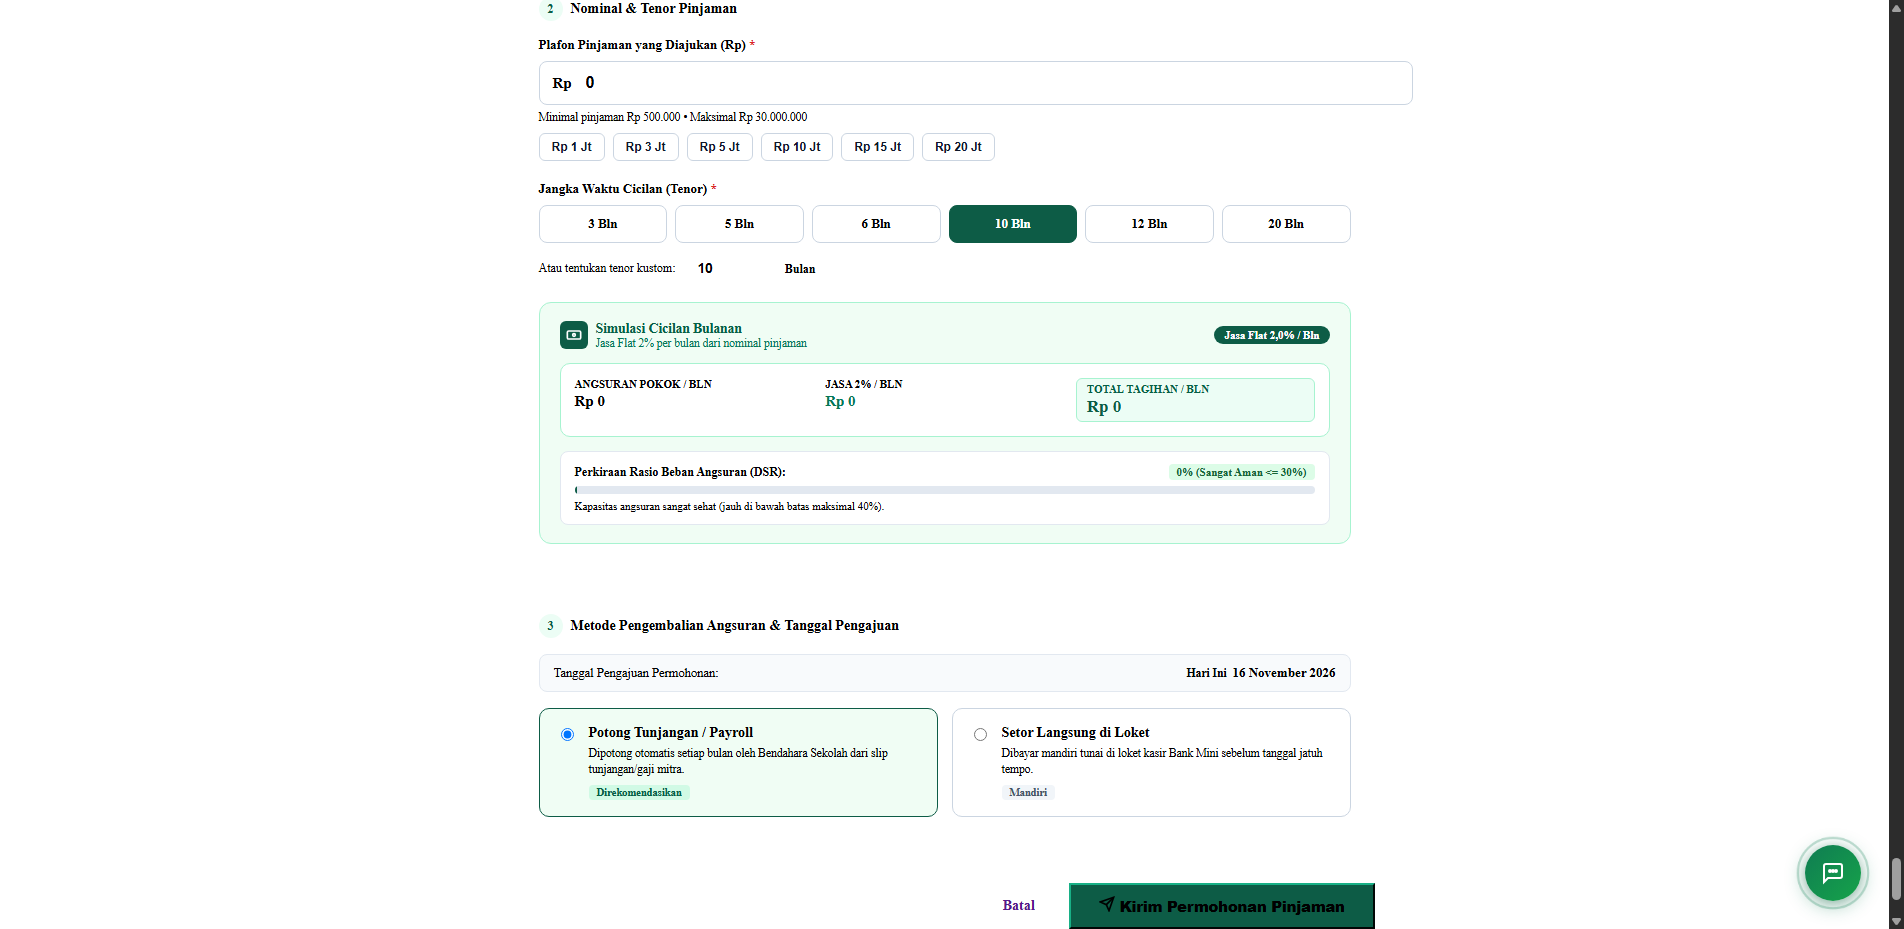 2 Nominal & Tenor Pinjaman
Plafon Pinjaman yang Diajukan (Rp) *
Rp 0
Minimal pinjaman Rp 500.000 • Maksimal Rp 30.000.000
Rp 1 Jt Rp 3 Jt Rp 5 Jt Rp 10 Jt Rp 15 Jt Rp 20 Jt
Jangka Waktu Cicilan (Tenor) *
3 Bln 5 Bln 6 Bln 10 Bln 12 Bln 20 Bln
Atau tentukan tenor kustom: 10 Bulan
Simulasi Cicilan Bulanan
Jasa Flat 2% per bulan dari nominal pinjaman
Jasa Flat 2,0% / Bln
ANGSURAN POKOK / BLN
Rp 0
JASA 2% / BLN
Rp 0
TOTAL TAGIHAN / BLN
Rp 0
Perkiraan Rasio Beban Angsuran (DSR): 0% (Sangat Aman <= 30%)
Kapasitas angsuran sangat sehat (jauh di bawah batas maksimal 40%).
3 Metode Pengembalian Angsuran & Tanggal Pengajuan
Tanggal Pengajuan Permohonan: Hari Ini 16 November 2026
Potong Tunjangan / Payroll
Dipotong otomatis setiap bulan oleh Bendahara Sekolah dari slip
tunjangan/gaji mitra.
Direkomendasikan
Setor Langsung di Loket
Dibayar mandiri tunai di loket kasir Bank Mini sebelum tanggal jatuh
tempo.
Mandiri
Batal Kirim Permohonan Pinjaman